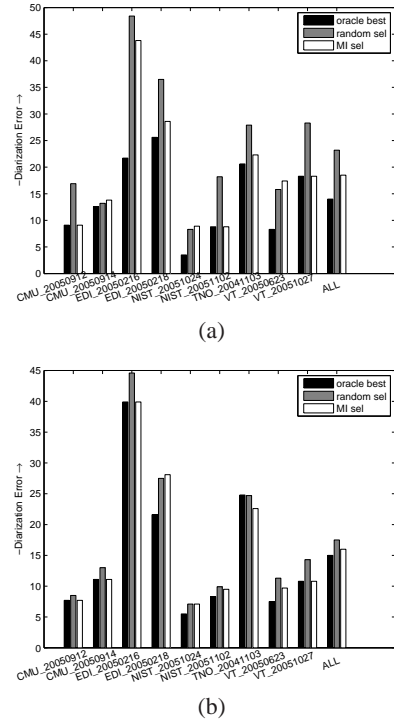 50
45
40
35
30
25
20
15
10
5
0
~Diarization Error →
oracle best
random sel
MI sel
CMU_20050912
CMU_20050914
EDI_20050216
EDI_20050218
NIST_20051024
NIST_20051102
TNO_20041103
VT_20050623
VT_20051027
ALL
(a)
45
40
35
30
25
20
15
10
5
0
~Diarization Error →
oracle best
random sel
MI sel
CMU_20050912
CMU_20050914
EDI_20050216
EDI_20050218
NIST_20051024
NIST_20051102
TNO_20041103
VT_20050623
VT_20051027
ALL
(b)